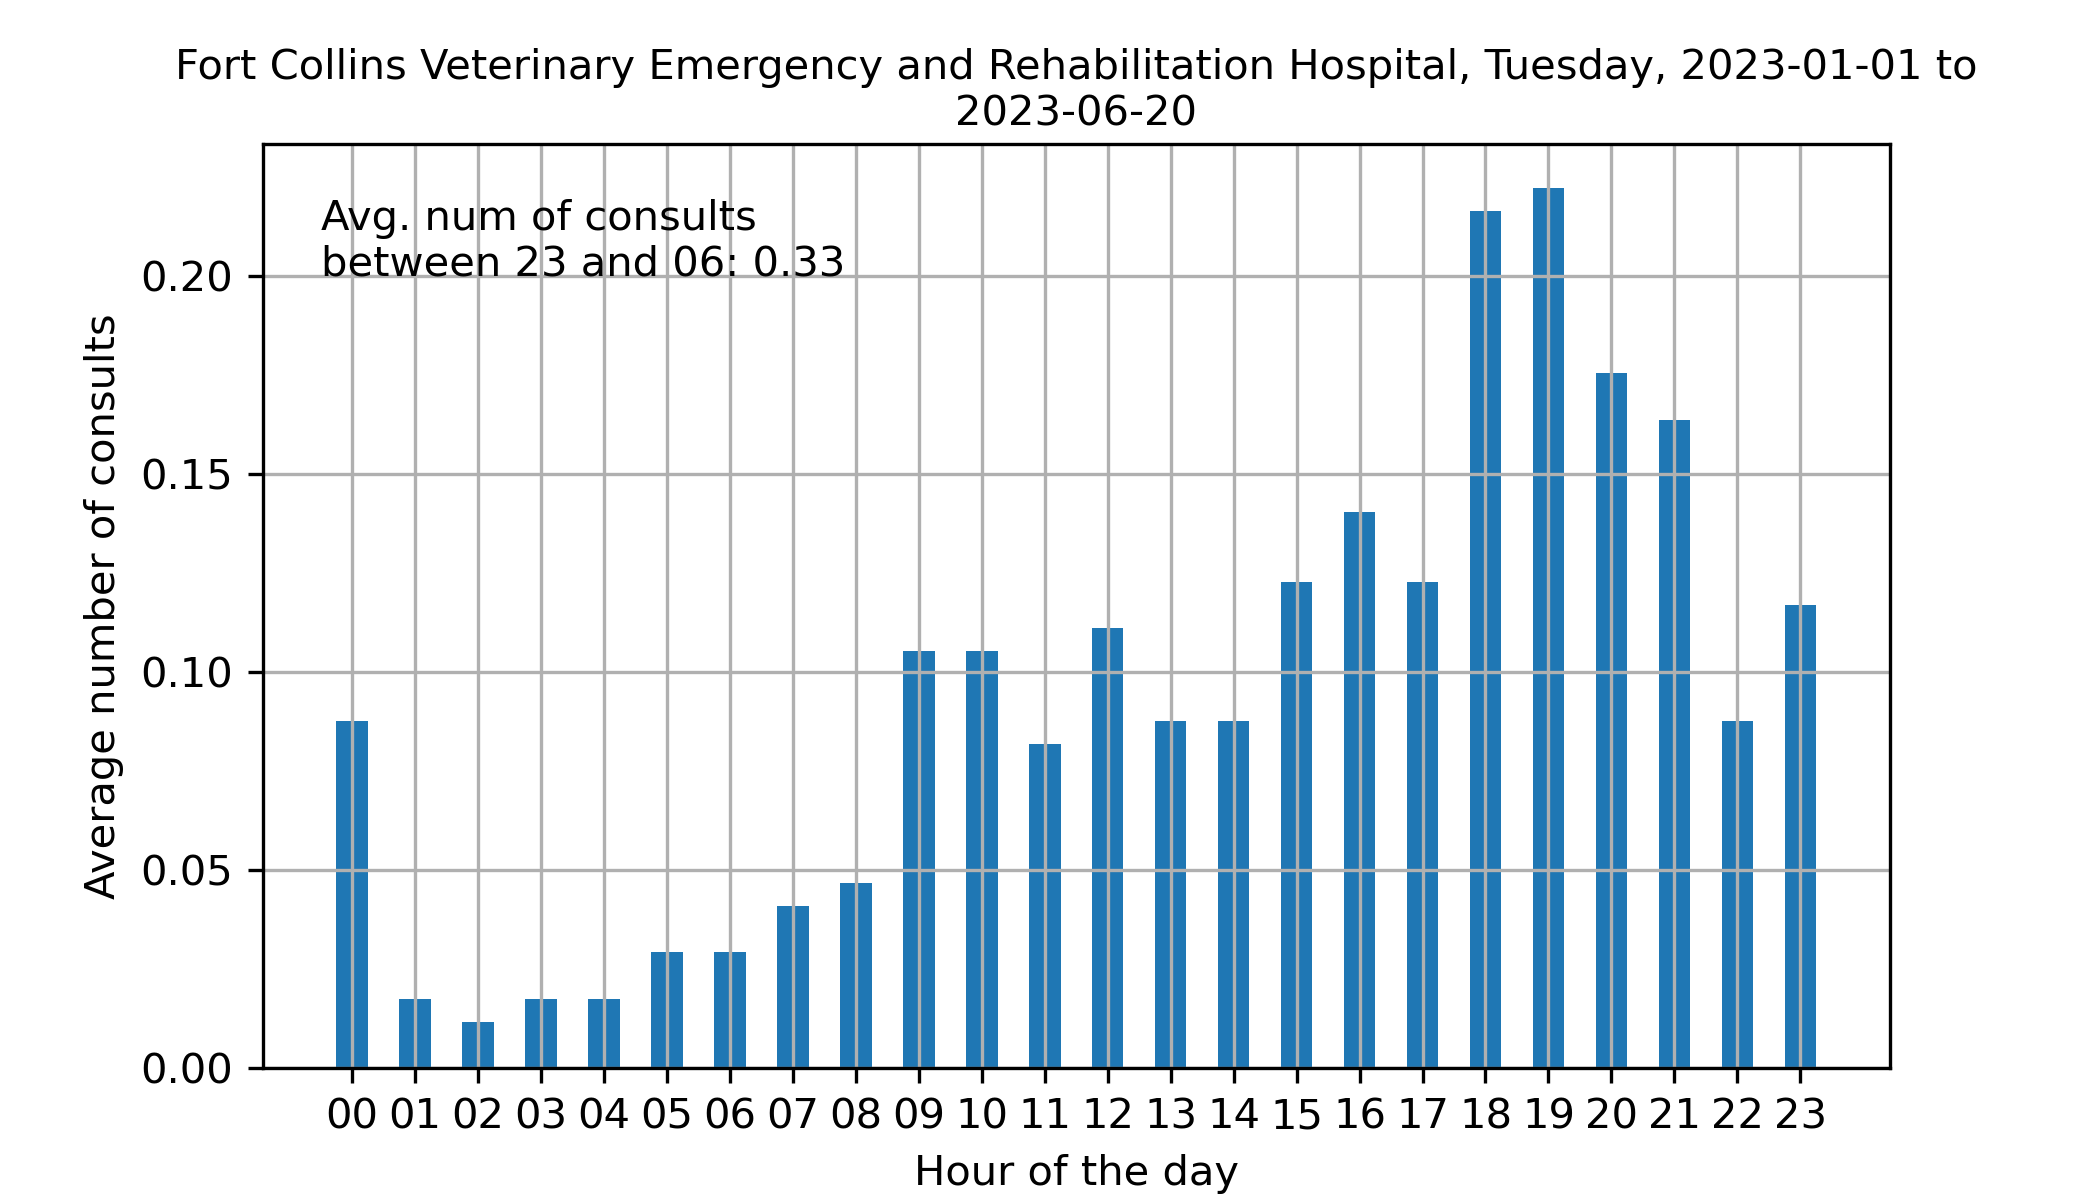 Fort Collins Veterinary Emergency and Rehabilitation Hospital, Tuesday, 2023-01-01 to
2023-06-20
Avg. num of consults
between 23 and 06: 0.33
Average number of consults
0.20
0.15
0.10
0.05
0.00
00 01 02 03 04 05 06 07 08 09 10 11 12 13 14 15 16 17 18 19 20 21 22 23
Hour of the day